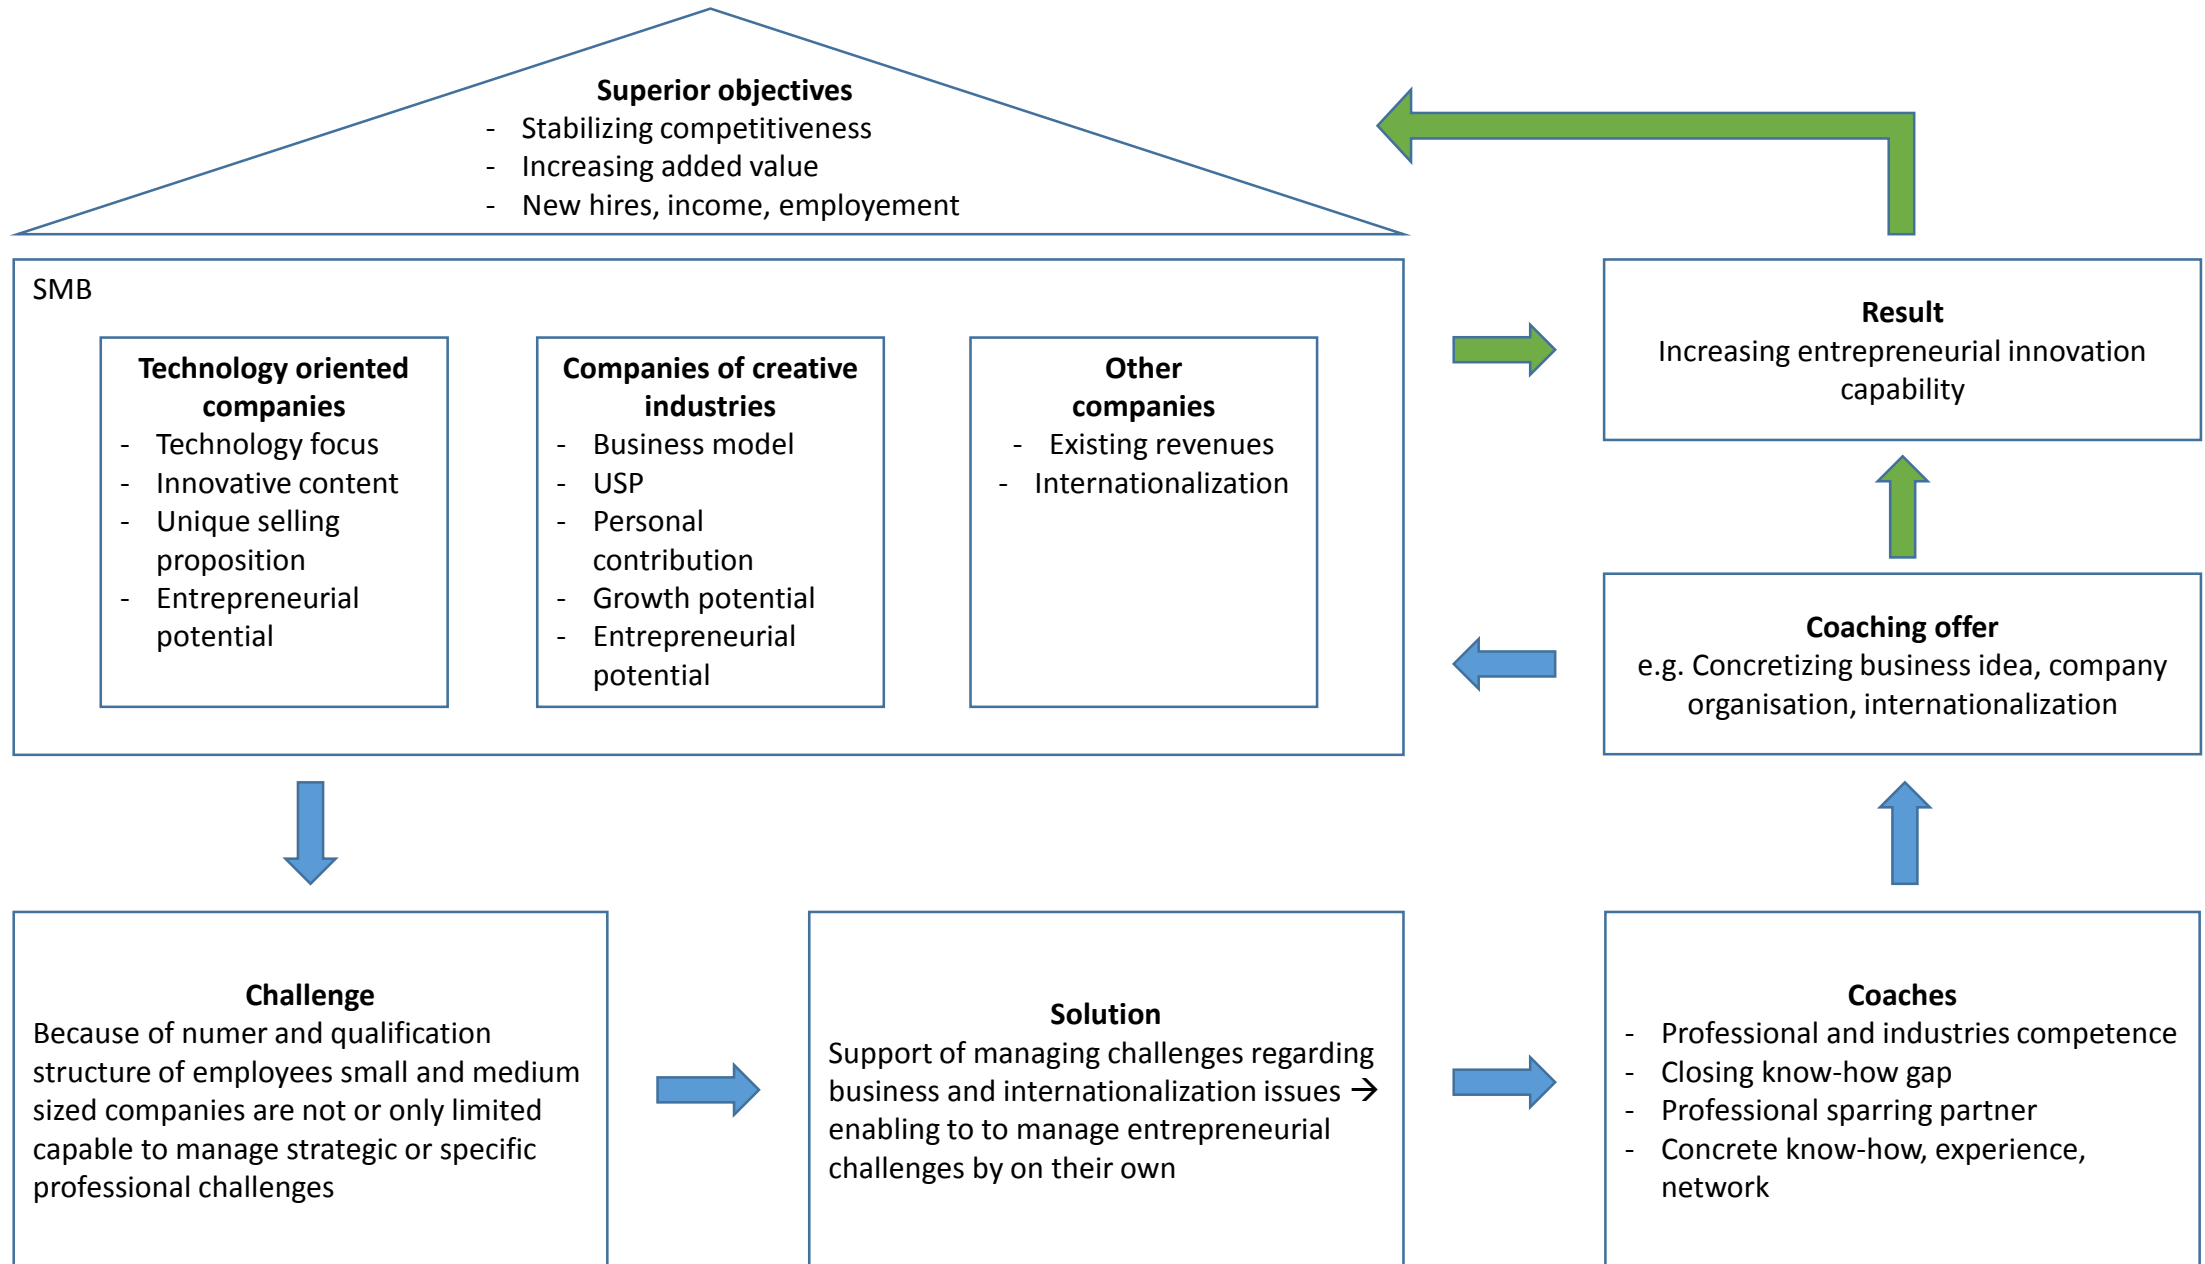 Superior objectives
- Stabilizing competitiveness
- Increasing added value
- New hires, income, employement
SMB
Technology oriented
companies
- Technology focus
- Innovative content
- Unique selling
proposition
- Entrepreneurial
potential
Companies of creative
industries
- Business model
- USP
- Personal
contribution
- Growth potential
- Entrepreneurial
potential
Other
companies
- Existing revenues
- Internationalization
Result
Increasing entrepreneurial innovation
capability
Coaching offer
e.g. Concretizing business idea, company
organisation, internationalization
Challenge
Because of numer and qualification
structure of employees small and medium
sized companies are not or only limited
capable to manage strategic or specific
professional challenges
Solution
Support of managing challenges regarding
business and internationalization issues →
enabling to to manage entrepreneurial
challenges by on their own
Coaches
- Professional and industries competence
- Closing know-how gap
- Professional sparring partner
- Concrete know-how, experience,
network